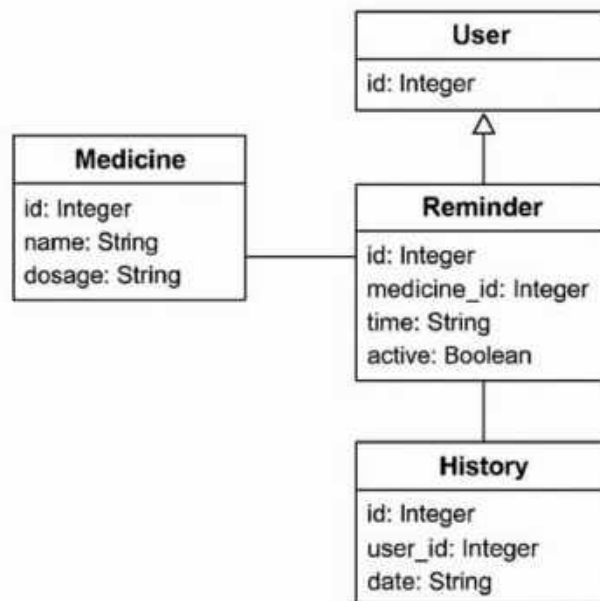 User
id: Integer
Medicine
id: Integer
name: String
dosage: String
Reminder
id: Integer
medicine_id: Integer
time: String
active: Boolean
History
id: Integer
user_id: Integer
date: String